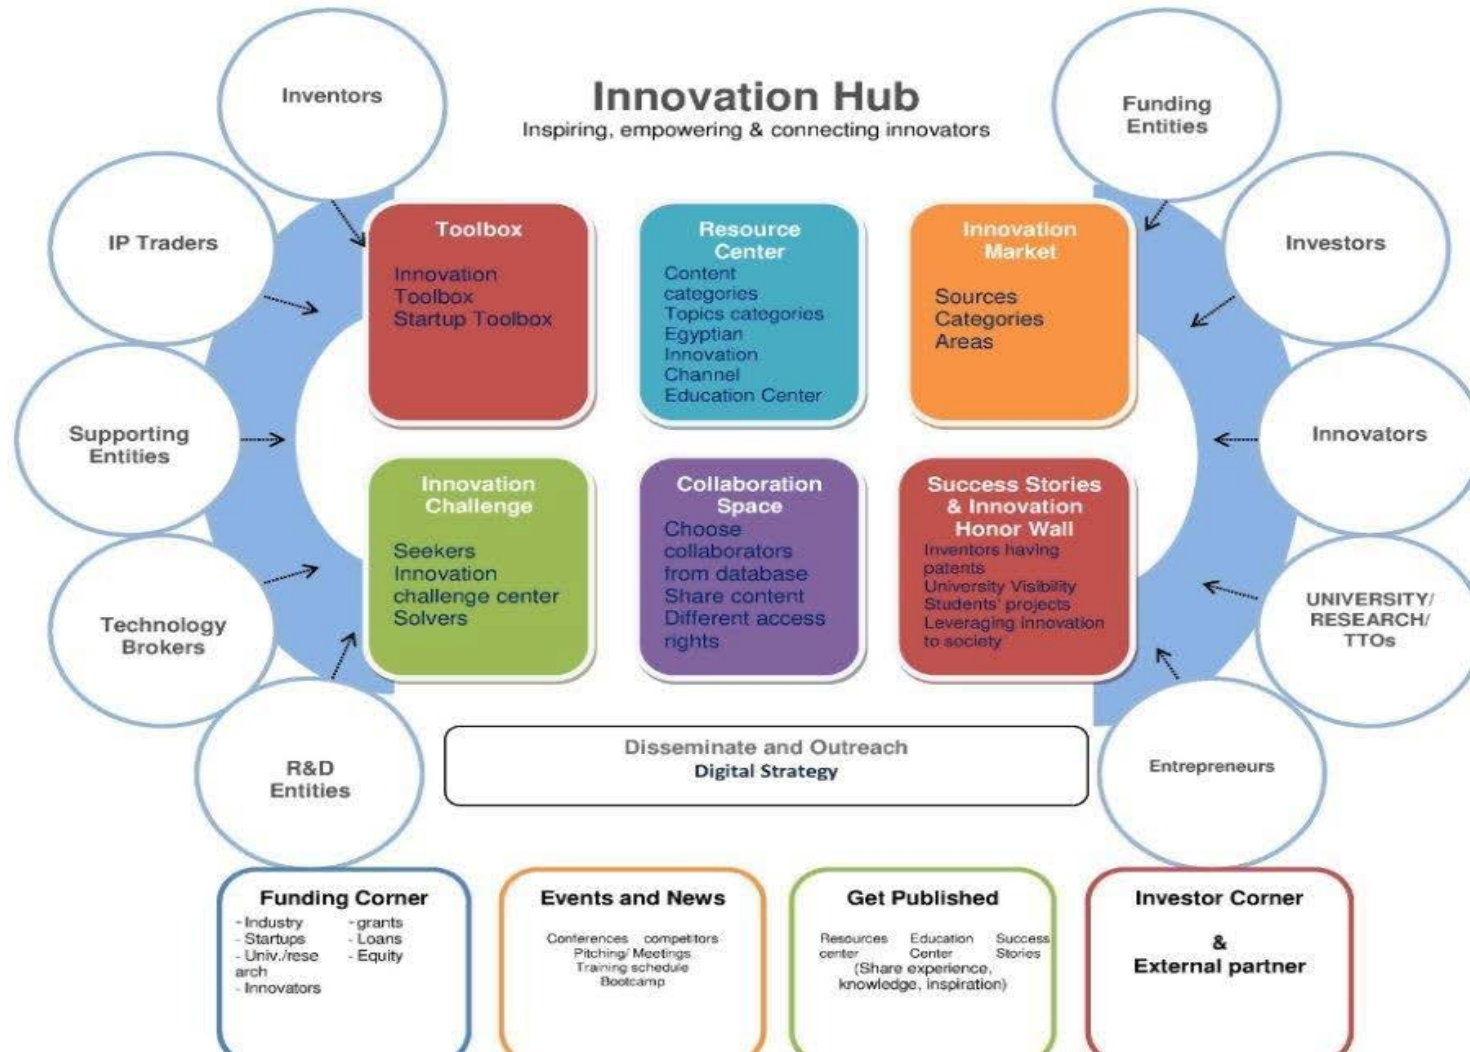 Innovation Hub
Inspiring, empowering & connecting innovators
Inventors
IP Traders
Supporting
Entities
Technology
Brokers
R&D
Entities
Funding
Entities
Investors
Innovators
UNIVERSITY/
RESEARCH/
TTOs
Entrepreneurs
Toolbox
Innovation
Toolbox
Startup Toolbox
Resource
Center
Content
categories
Topics categories
Egyptian
Innovation
Channel
Education Center
Innovation
Market
Sources
Categories
Areas
Innovation
Challenge
Seekers
Innovation
challenge center
Solvers
Collaboration
Space
Choose
collaborators
from database
Share content
Different access
rights
Success Stories
& Innovation
Honor Wall
Inventors having
patents
University Visibility
Students' projects
Leveraging innovation
to society
Disseminate and Outreach
Digital Strategy
Funding Corner
- Industry
- Startups
- Univ./rese
arch
- Innovators
- grants
- Loans
- Equity
Events and News
Conferences competitors
Pitching/ Meetings
Training schedule
Bootcamp
Get Published
Resources Education Success
center Center Stories
(Share experience,
knowledge, inspiration)
Investor Corner
&
External partner